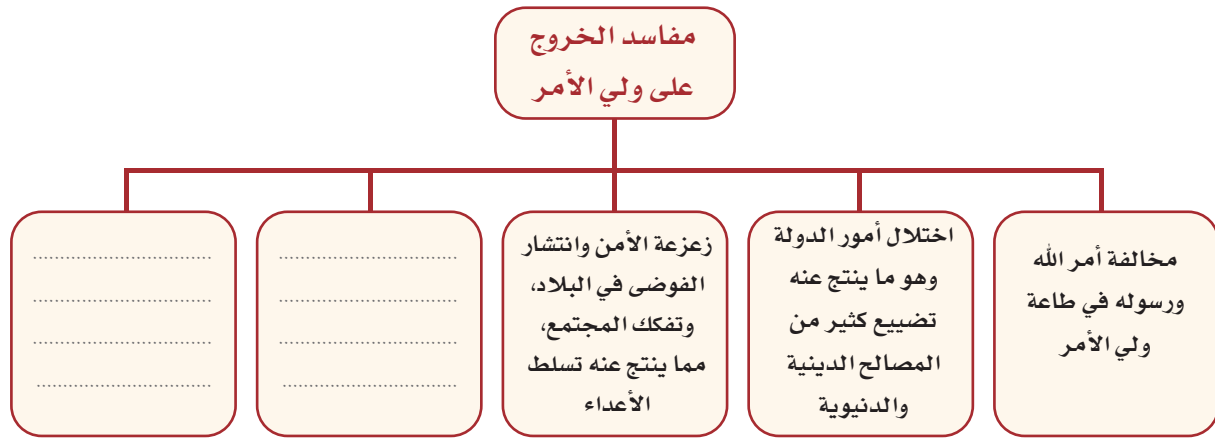 مفاسد الخروج
على ولي الأمر
مخالفة أمر الله
ورسوله في طاعة
ولي الأمر
اختلال أمور الدولة
وهو ما ينتج عنه
تضييع كثير من
المصالح الدينية
والدنيوية
زعزعة الأمن وانتشار
الفوضى في البلاد،
وتفكك المجتمع،
مما ينتج عنه تسلط
الأعداء